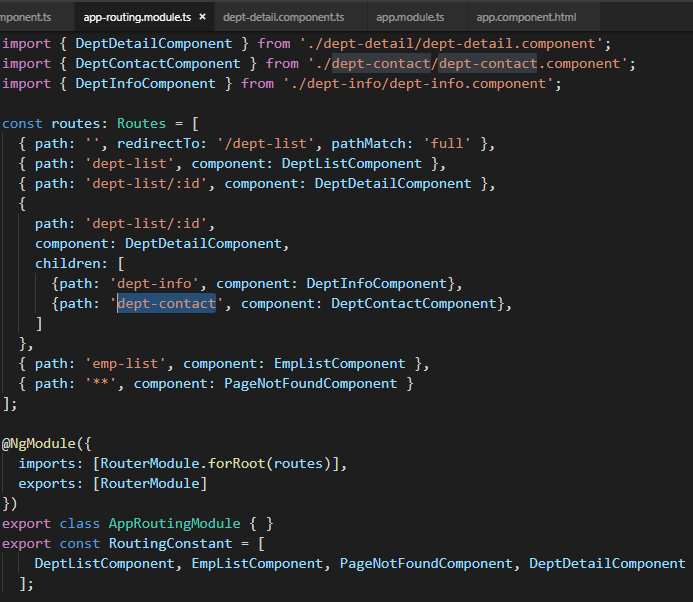 mponent.ts app-routing.module.ts × dept-detail.component.ts app.module.ts app.component.html
import { DeptDetailComponent } from './dept-detail/dept-detail.component';
import { DeptContactComponent } from './dept-contact/dept-contact.component';
import { DeptInfoComponent } from './dept-info/dept-info.component';

const routes: Routes = [
  { path: '', redirectTo: '/dept-list', pathMatch: 'full' },
  { path: 'dept-list', component: DeptListComponent },
  { path: 'dept-list/:id', component: DeptDetailComponent },
  {
    path: 'dept-list/:id',
    component: DeptDetailComponent,
    children: [
      {path: 'dept-info', component: DeptInfoComponent},
      {path: 'dept-contact', component: DeptContactComponent},
    ]
  },
  { path: 'emp-list', component: EmpListComponent },
  { path: '**', component: PageNotFoundComponent }
];

@NgModule({
  imports: [RouterModule.forRoot(routes)],
  exports: [RouterModule]
})
export class AppRoutingModule { }
export const RoutingConstant = [
    DeptListComponent, EmpListComponent, PageNotFoundComponent, DeptDetailComponent
  ];